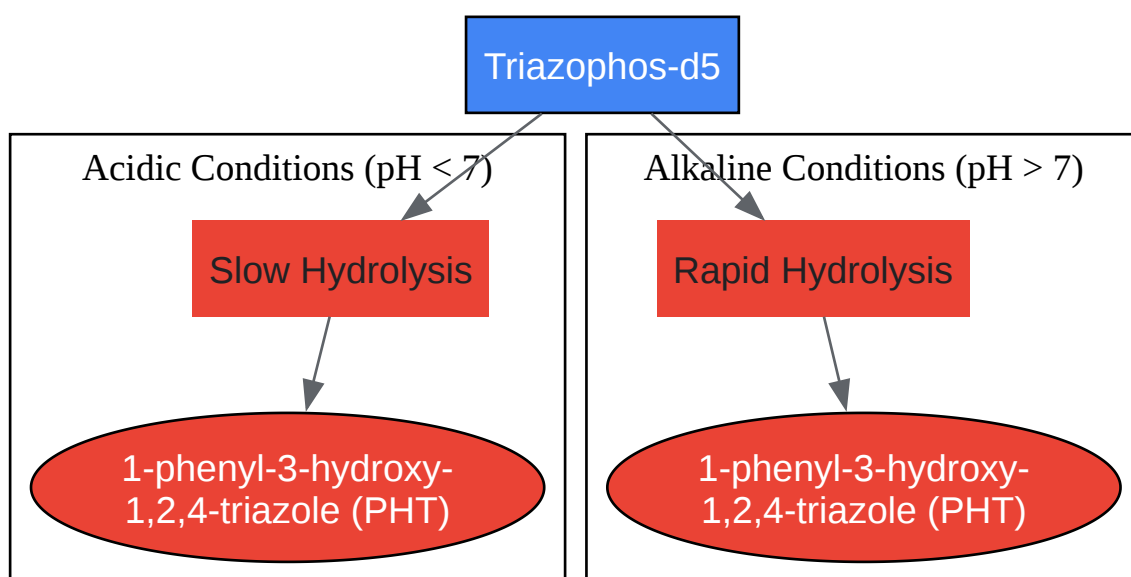 Triazophos-d5
Acidic Conditions (pH < 7)
Slow Hydrolysis
1-phenyl-3-hydroxy-
1,2,4-triazole (PHT)
Alkaline Conditions (pH > 7)
Rapid Hydrolysis
1-phenyl-3-hydroxy-
1,2,4-triazole (PHT)